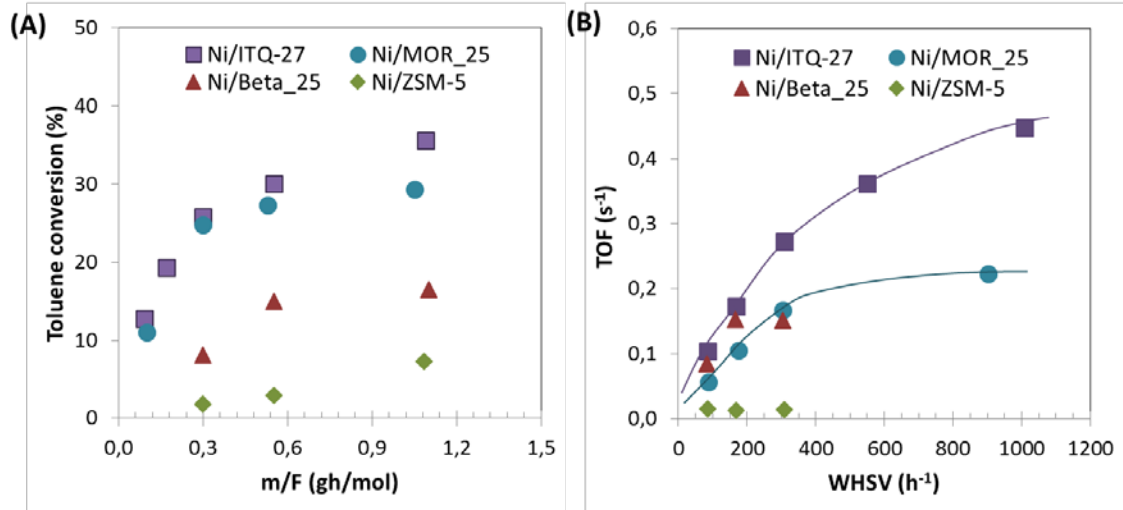 (A)
50
40
30
20
10
0
Toluene conversion (%)
Ni/ITQ-27 Ni/MOR_25
Ni/Beta_25 Ni/ZSM-5
0,0 0,3 0,6 0,9 1,2 1,5
m/F (gh/mol)
(B)
0,6
0,5
0,4
0,3
0,2
0,1
0,0
TOF (s-1)
Ni/ITQ-27 Ni/MOR_25
Ni/Beta_25 Ni/ZSM-5
0 200 400 600 800 1000 1200
WHSV (h-1)